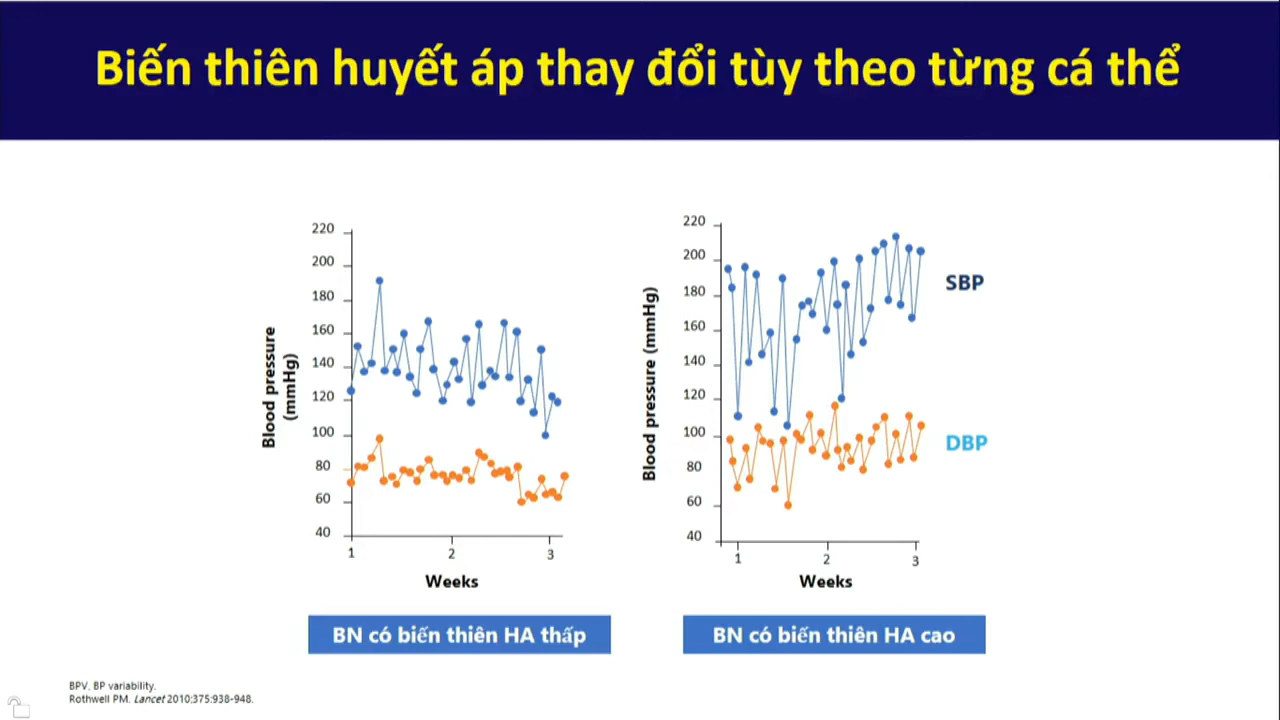 Biến thiên huyết áp thay đổi tùy theo từng cá thể
220
200
180
160
140
120
100
80
60
40
1
2
3
Blood pressure
(mmHg)
Weeks
BN có biến thiên HA thấp
220
200
180
160
140
120
100
80
60
40
1
2
3
Blood pressure (mmHg)
Weeks
SBP
DBP
BN có biến thiên HA cao
BPV, BP variability.
Rothwell PM. Lancet 2010;375:938-948.